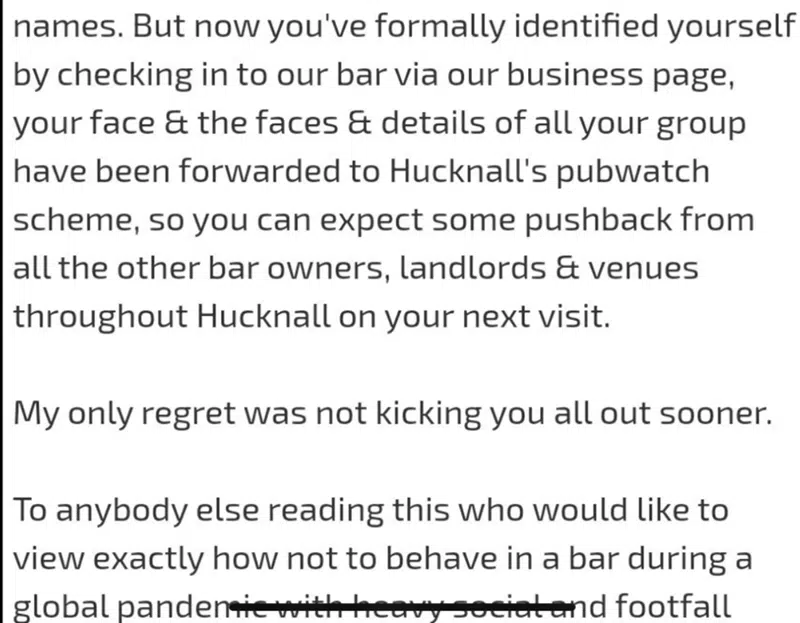 names. But now you've formally identified yourself
by checking in to our bar via our business page,
your face & the faces & details of all your group
have been forwarded to Hucknall's pubwatch
scheme, so you can expect some pushback from
all the other bar owners, landlords & venues
throughout Hucknall on your next visit.
My only regret was not kicking you all out sooner.
To anybody else reading this who would like to
view exactly how not to behave in a bar during a
global pandemic with heavy social and footfall